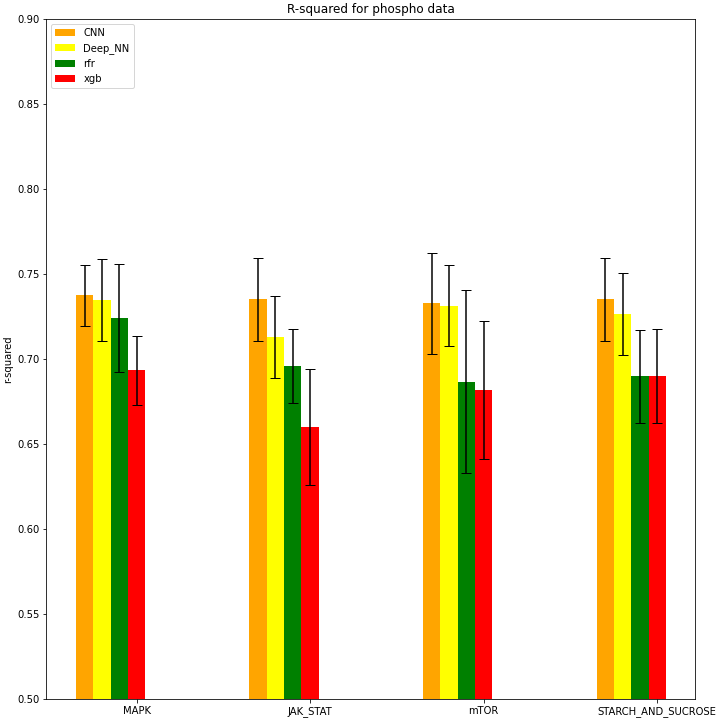 R-squared for phospho data
CNN
Deep_NN
rfr
xgb
r-squared
0.90
0.85
0.80
0.75
0.70
0.65
0.60
0.55
0.50
MAPK
JAK_STAT
mTOR
STARCH_AND_SUCROSE